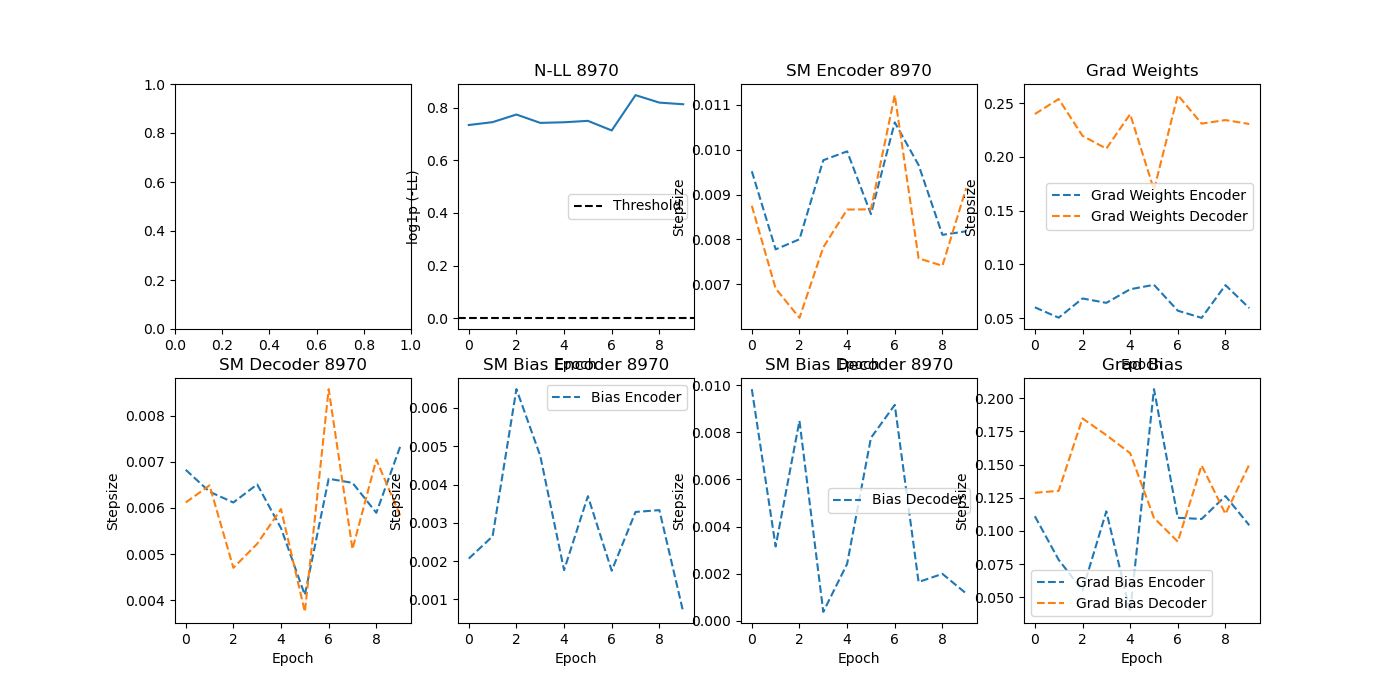 N-LL 8970
SM Encoder 8970
Grad Weights
1.0
0.8
0.6
0.4
0.2
0.0
0.0 0.2 0.4 0.6 0.8 1.0
log1p (-LL)
0.8
0.6
0.4
0.2
0.0
Threshold
0 2 4 6 8
Epoch
Stepsize
0.011
0.010
0.009
0.008
0.007
0 2 4 6 8
Epoch
Stepsize
0.25
0.20
0.15
0.10
0.05
Grad Weights Encoder
Grad Weights Decoder
0 2 4 6 8
Epoch
SM Decoder 8970
SM Bias Encoder 8970
SM Bias Decoder 8970
Grad Bias
Stepsize
0.008
0.007
0.006
0.005
0.004
0 2 4 6 8
Epoch
Stepsize
0.006
0.005
0.004
0.003
0.002
0.001
Bias Encoder
0 2 4 6 8
Epoch
Stepsize
0.010
0.008
0.006
0.004
0.002
0.000
Bias Decoder
0 2 4 6 8
Epoch
Stepsize
0.200
0.175
0.150
0.125
0.100
0.075
0.050
Grad Bias Encoder
Grad Bias Decoder
0 2 4 6 8
Epoch